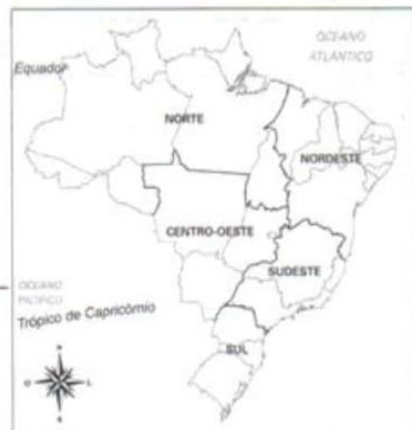 OCEANO
ATLÂNTICO
Equador
NORTE
NORDESTE
CENTRO-OESTE
SUDESTE
OCEANO
PACÍFICO
Trópico de Capricórnio
SUL
N
O
L
S